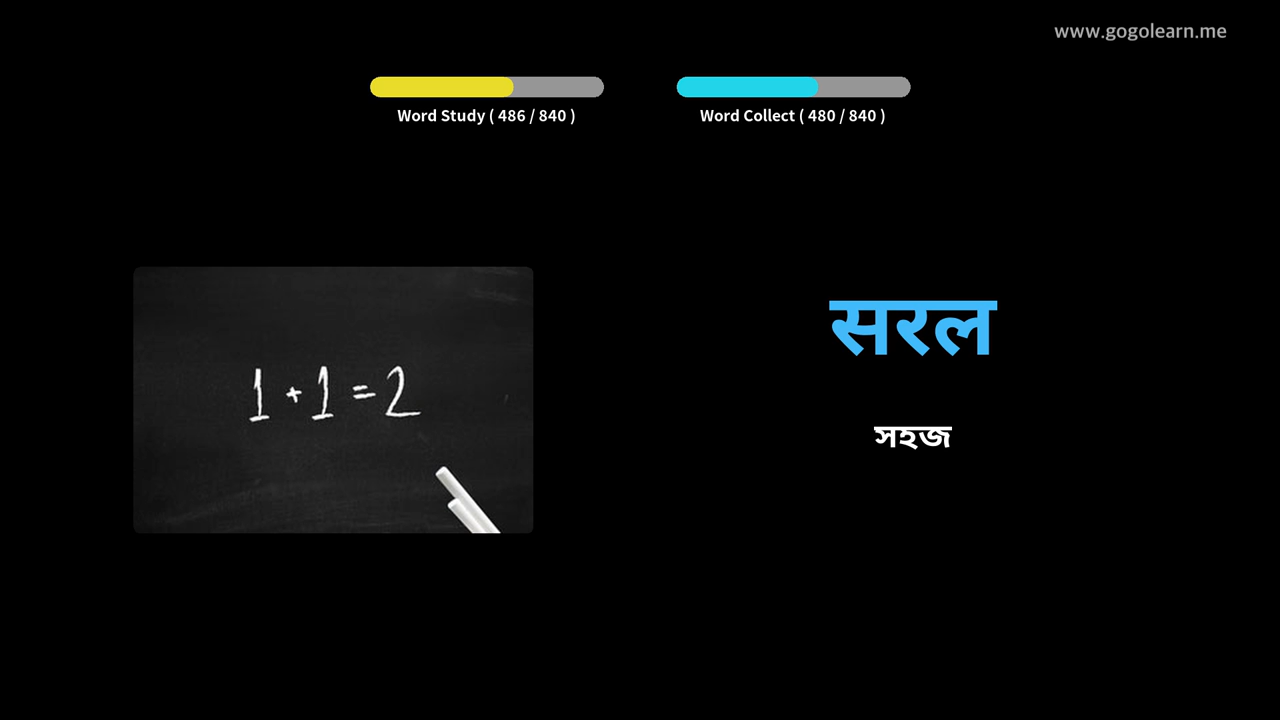 www.gogolearn.me
Word Study ( 486 / 840 )
Word Collect ( 480 / 840 )
1 + 1 = 2
सरल
সহজ